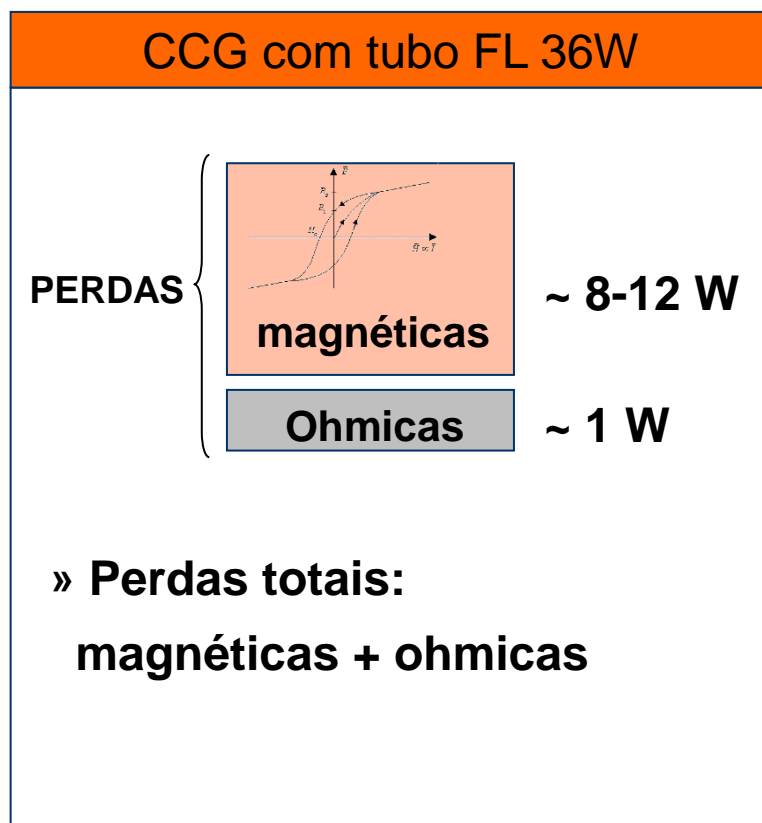 CCG com tubo FL 36W
PERDAS
magnéticas
~ 8-12 W
Ohmicas
~ 1 W
» Perdas totais:
magnéticas + ohmicas